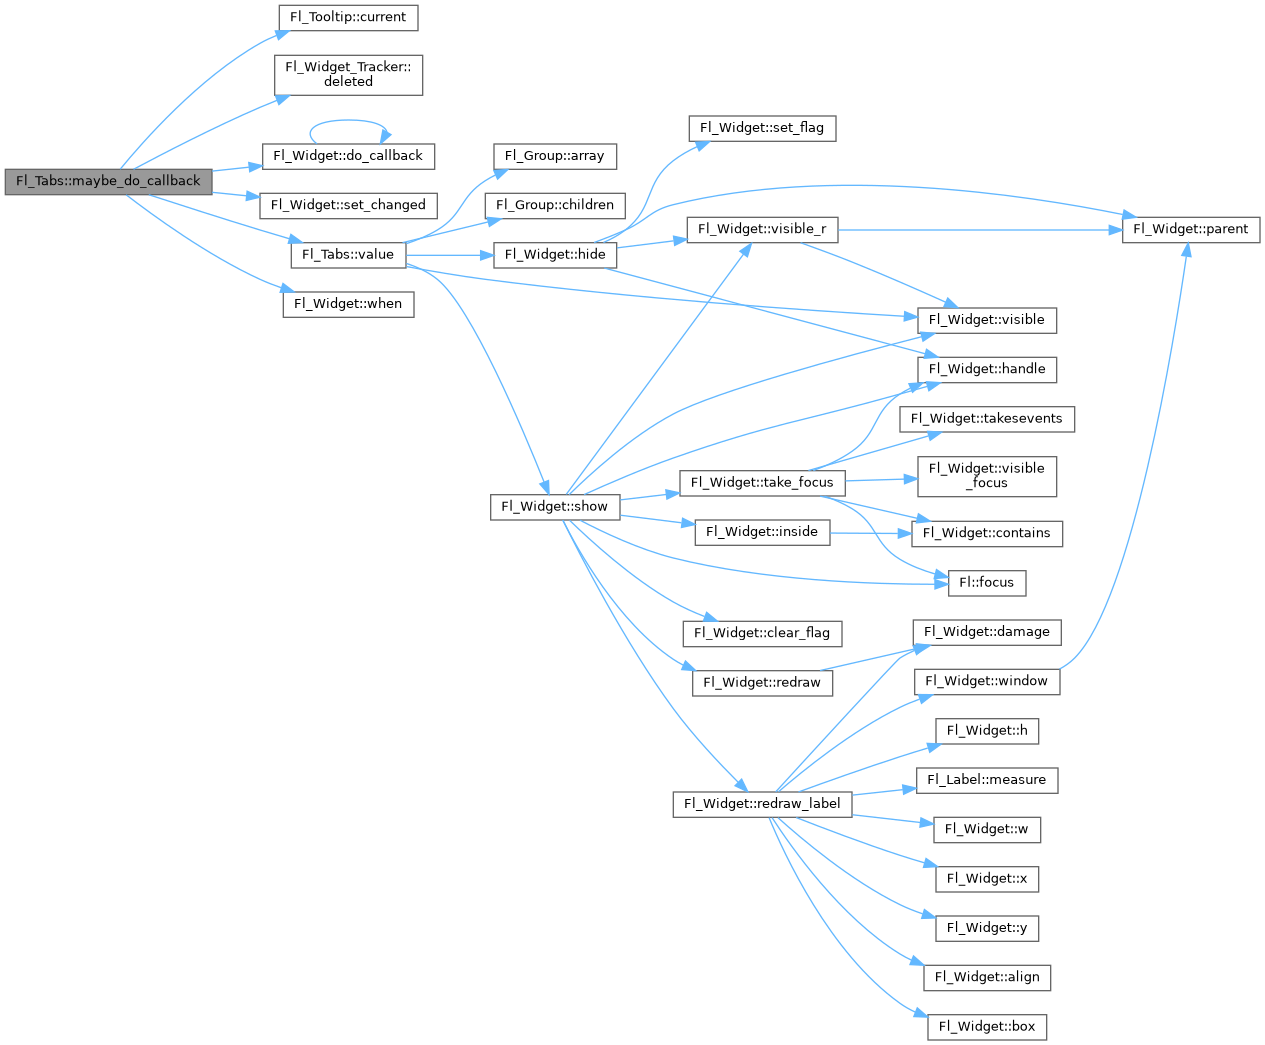 Fl_Tooltip::current
Fl_Widget_Tracker::
deleted
Fl_Widget::set_flag
Fl_Widget::do_callback
Fl_Group::array
Fl_Tabs::maybe_do_callback
Fl_Widget::set_changed
Fl_Group::children
Fl_Widget::visible_r
Fl_Widget::parent
Fl_Tabs::value
Fl_Widget::hide
Fl_Widget::when
Fl_Widget::visible
Fl_Widget::handle
Fl_Widget::takesevents
Fl_Widget::visible
_focus
Fl_Widget::take_focus
Fl_Widget::show
Fl_Widget::inside
Fl_Widget::contains
Fl::focus
Fl_Widget::clear_flag
Fl_Widget::damage
Fl_Widget::redraw
Fl_Widget::window
Fl_Widget::h
Fl_Label::measure
Fl_Widget::redraw_label
Fl_Widget::w
Fl_Widget::x
Fl_Widget::y
Fl_Widget::align
Fl_Widget::box